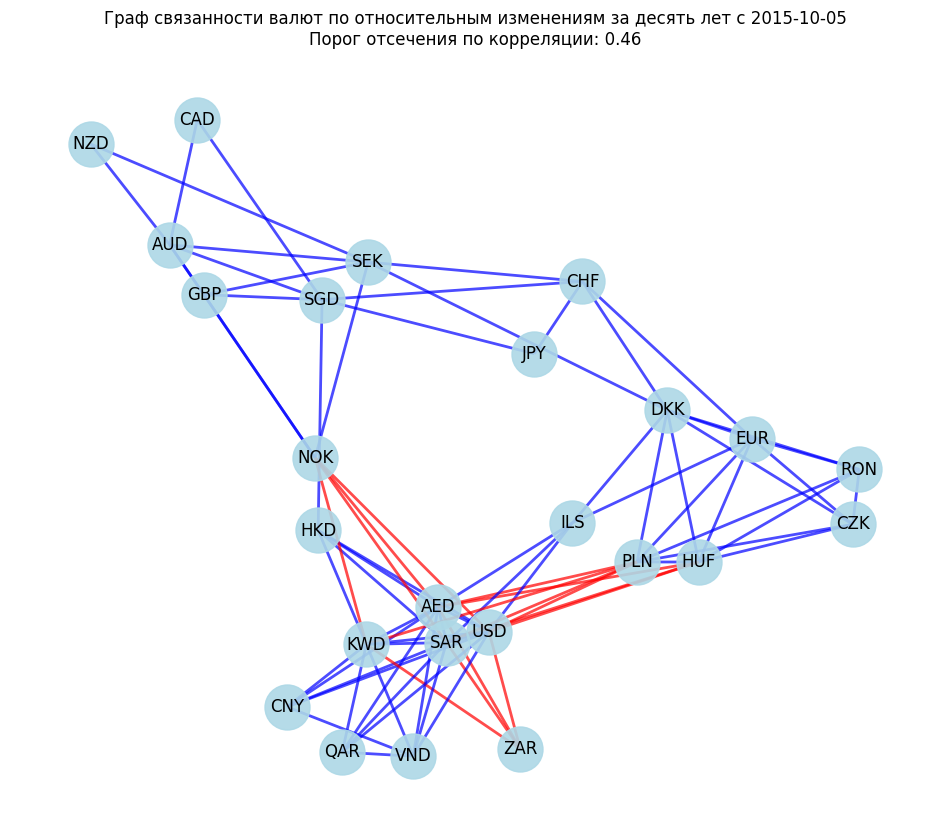 Граф связанности валют по относительным изменениям за десять лет с 2015-10-05
Порог отсечения по корреляции: 0.46
CAD
NZD
AUD
SEK
CHF
GBP
SGD
JPY
DKK
EUR
NOK
RON
HKD
ILS
CZK
PLN
HUF
AED
USD
KWD
SAR
CNY
QAR
VND
ZAR